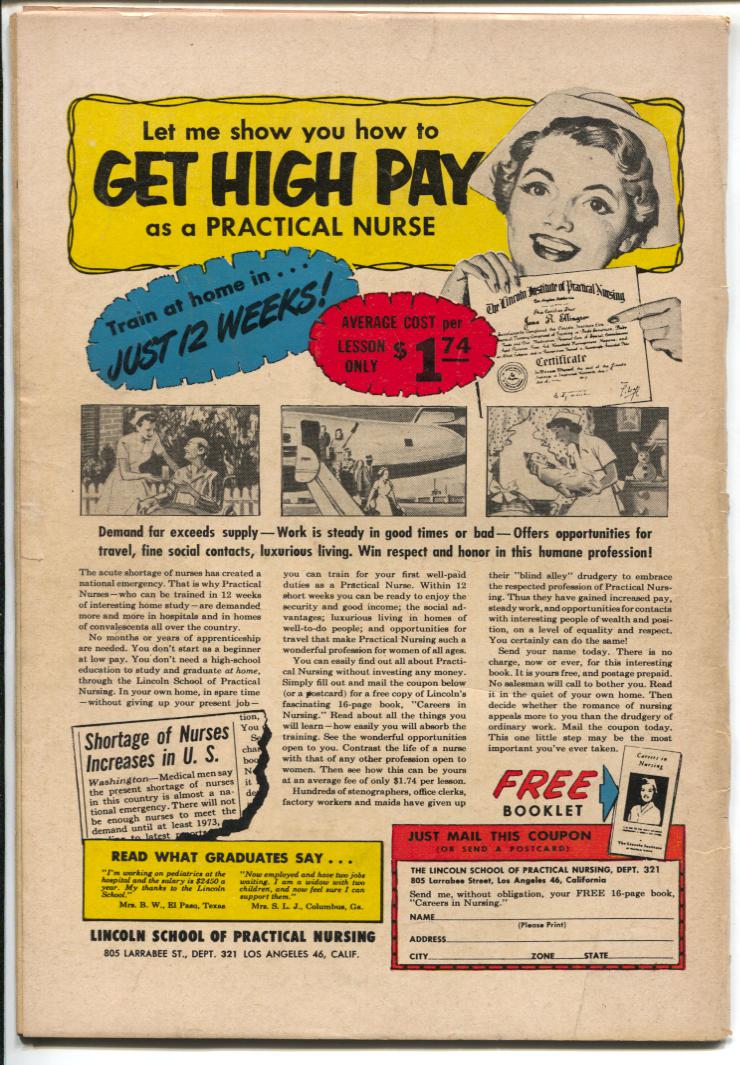 Let me show you how to
GET HIGH PAY
as a PRACTICAL NURSE
Train at home in...
JUST 12 WEEKS!
AVERAGE COST per
LESSON
ONLY
$1.74
The Lincoln Institute of Practical Nursing
Los Angeles, California
Certificate
Demand far exceeds supply—Work is steady in good times or bad—Offers opportunities for
travel, fine social contacts, luxurious living. Win respect and honor in this humane profession!
The acute shortage of nurses has created a
national emergency. That is why Practical
Nurses—who can be trained in 12 weeks
of interesting home study—are demanded
more and more in hospitals and in homes
of convalescents all over the country.
No months or years of apprenticeship
are needed. You don't start as a beginner
at low pay. You don't need a high-school
education to study and graduate at home,
through the Lincoln School of Practical
Nursing. In your own home, in spare time
—without giving up your present job—
you can train for your first well-paid
duties as a Practical Nurse. Within 12
short weeks you can be ready to enjoy the
security and good income; the social ad-
vantages; luxurious living in homes of
well-to-do people; and opportunities for
travel that make Practical Nursing such a
wonderful profession for women of all ages.
You can easily find out all about Practi-
cal Nursing without investing any money.
Simply fill out and mail the coupon below
(or a postcard) for a free copy of Lincoln's
fascinating 16-page book, "Careers in
Nursing." Read about all the things you
will learn—how easily you will absorb the
training. See the wonderful opportunities
open to you. Contrast the life of a nurse
with that of any other profession open to
women. Then see how this can be yours
at an average fee of only $1.74 per lesson.
Hundreds of stenographers, office clerks,
factory workers and maids have given up
their "blind alley" drudgery to embrace
the respected profession of Practical Nurs-
ing. Thus they have gained increased pay,
steady work, and opportunities for contacts
with interesting people of wealth and posi-
tion, on a level of equality and respect.
You certainly can do the same!
Send your name today. There is no
charge, now or ever, for this interesting
book. It is yours free, and postage prepaid.
No salesman will call to bother you. Read
it in the quiet of your own home. Then
decide whether the romance of nursing
appeals more to you than the drudgery of
ordinary work. Mail the coupon today.
This one little step may be the most
important you've ever taken.
Shortage of Nurses
Increases in U. S.
Washington—Medical men say
the present shortage of nurses
in this country is almost a na-
tional emergency. There will not
be enough nurses to meet the
demand until at least 1973,
to latest reports
tion,
You
READ WHAT GRADUATES SAY . . .
"I'm working on pediatrics at the
hospital and the salary is $2450 a
year. My thanks to the Lincoln
School."
Mrs. B. W., El Paso, Texas
"Now employed and have two jobs
waiting. I am a widow with two
children, and now feel sure I can
support them."
Mrs. S. L. J., Columbus, Ga.
LINCOLN SCHOOL OF PRACTICAL NURSING
805 LARRABEE ST., DEPT. 321 LOS ANGELES 46, CALIF.
FREE
BOOKLET
Careers in
Nursing
The Lincoln Institute
JUST MAIL THIS COUPON
(OR SEND A POSTCARD)
THE LINCOLN SCHOOL OF PRACTICAL NURSING, DEPT. 321
805 Larrabee Street, Los Angeles 46, California
Send me, without obligation, your FREE 16-page book,
"Careers in Nursing."
NAME
(Please Print)
ADDRESS
CITY ZONE STATE